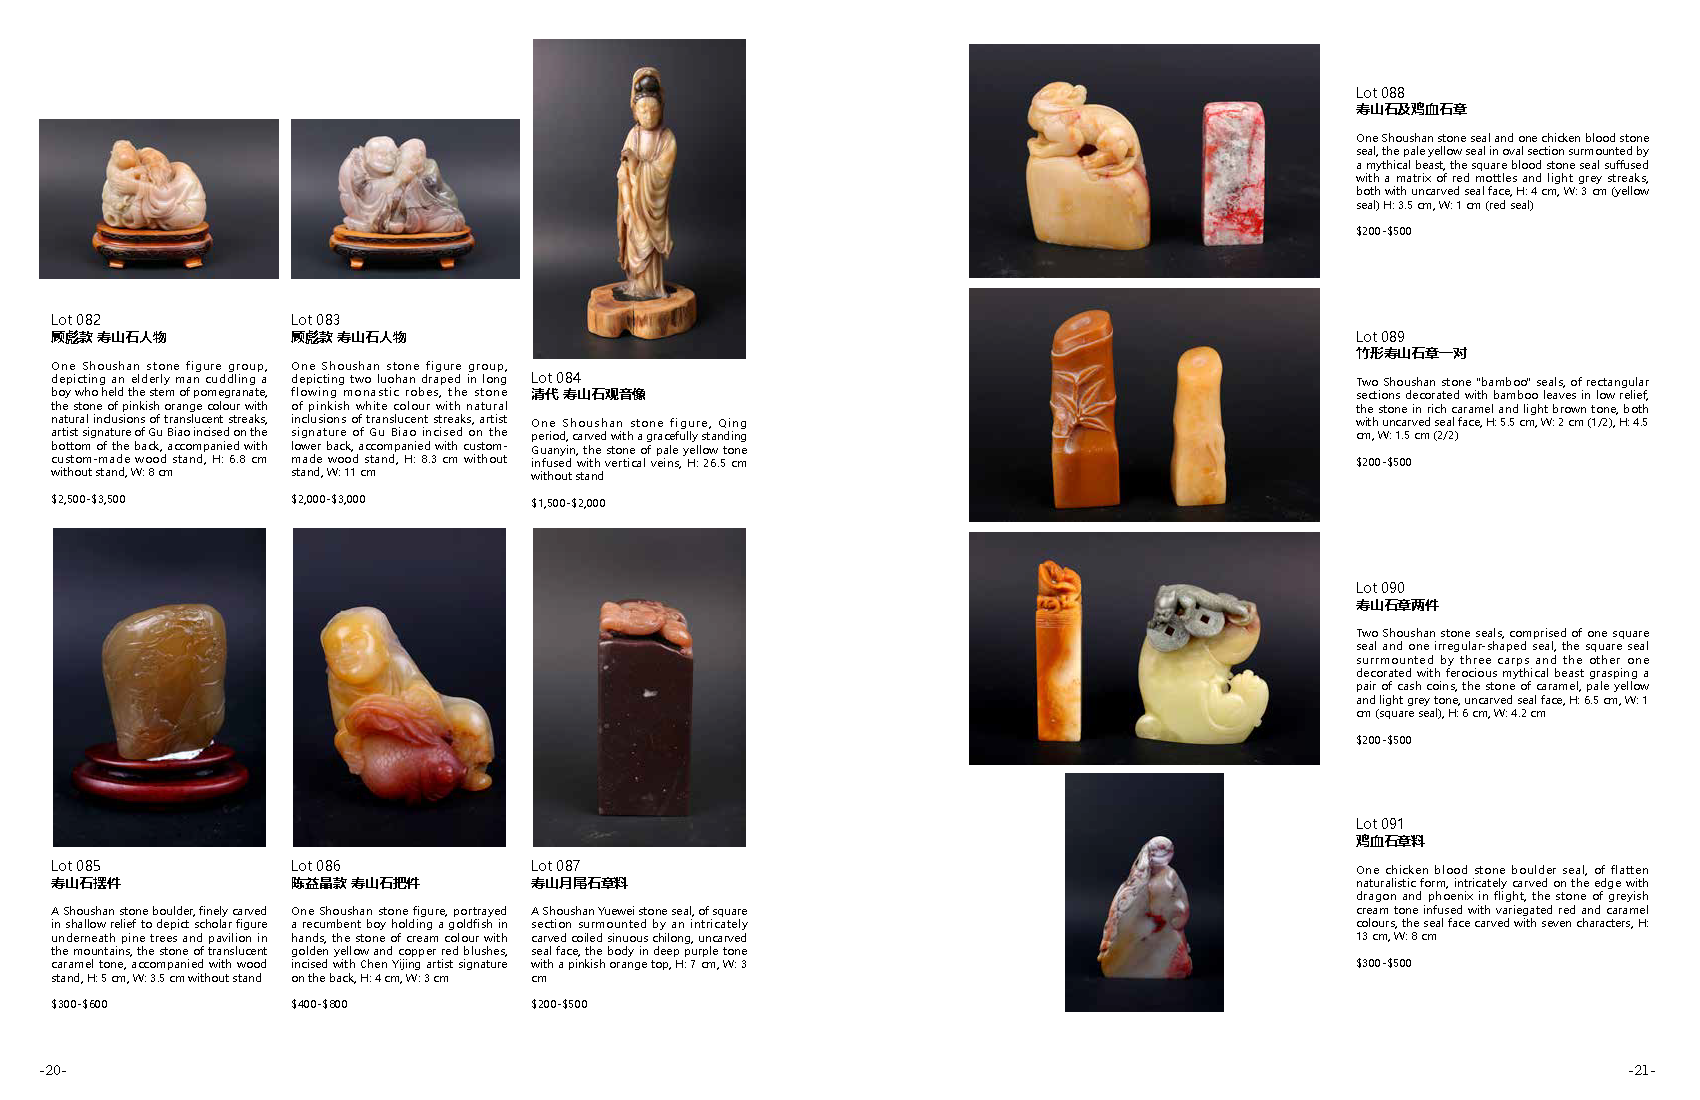 Lot 082
顾彪款 寿山石人物
One Shoushan stone figure group,
depicting an elderly man cuddling a
boy who held the stem of pomegranate,
the stone of pinkish orange colour with
natural inclusions of translucent streaks,
artist signature of Gu Biao incised on the
bottom of the back, accompanied with
custom-made wood stand, H: 6.8 cm
without stand, W: 8 cm
$2,500-$3,500
Lot 083
顾彪款 寿山石人物
One Shoushan stone figure group,
depicting two luohan draped in long
flowing monastic robes, the stone
of pinkish white colour with natural
inclusions of translucent streaks, artist
signature of Gu Biao incised on the
lower back, accompanied with custom-
made wood stand, H: 8.3 cm without
stand, W: 11 cm
$2,000-$3,000
Lot 084
清代 寿山石观音像
One Shoushan stone figure, Qing
period, carved with a gracefully standing
Guanyin, the stone of pale yellow tone
infused with vertical veins, H: 26.5 cm
without stand
$1,500-$2,000
Lot 085
寿山石摆件
A Shoushan stone boulder, finely carved
in shallow relief to depict scholar figure
underneath pine trees and pavilion in
the mountains, the stone of translucent
caramel tone, accompanied with wood
stand, H: 5 cm, W: 3.5 cm without stand
$300-$600
Lot 086
陈益晶款 寿山石把件
One Shoushan stone figure, portrayed
a recumbent boy holding a goldfish in
hands, the stone of cream colour with
golden yellow and copper red blushes,
incised with Chen Yijing artist signature
on the back, H: 4 cm, W: 3 cm
$400-$800
Lot 087
寿山月尾石章料
A Shoushan Yuewei stone seal, of square
section surmounted by an intricately
carved coiled sinuous chilong, uncarved
seal face, the body in deep purple tone
with a pinkish orange top, H: 7 cm, W: 3
cm
$200-$500
-20-
Lot 088
寿山石及鸡血石章
One Shoushan stone seal and one chicken blood stone
seal, the pale yellow seal in oval section surmounted by
a mythical beast, the square blood stone seal suffused
with a matrix of red mottles and light grey streaks,
both with uncarved seal face, H: 4 cm, W: 3 cm (yellow
seal) H: 3.5 cm, W: 1 cm (red seal)
$200-$500
Lot 089
竹形寿山石章一对
Two Shoushan stone "bamboo" seals, of rectangular
sections decorated with bamboo leaves in low relief,
the stone in rich caramel and light brown tone, both
with uncarved seal face, H: 5.5 cm, W: 2 cm (1/2), H: 4.5
cm, W: 1.5 cm (2/2)
$200-$500
Lot 090
寿山石章两件
Two Shoushan stone seals, comprised of one square
seal and one irregular-shaped seal, the square seal
surrmounted by three carps and the other one
decorated with ferocious mythical beast grasping a
pair of cash coins, the stone of caramel, pale yellow
and light grey tone, uncarved seal face, H: 6.5 cm, W: 1
cm (square seal), H: 6 cm, W: 4.2 cm
$200-$500
Lot 091
鸡血石章料
One chicken blood stone boulder seal, of flatten
naturalistic form, intricately carved on the edge with
dragon and phoenix in flight, the stone of greyish
cream tone infused with variegated red and caramel
colours, the seal face carved with seven characters, H:
13 cm, W: 8 cm
$300-$500
-21-